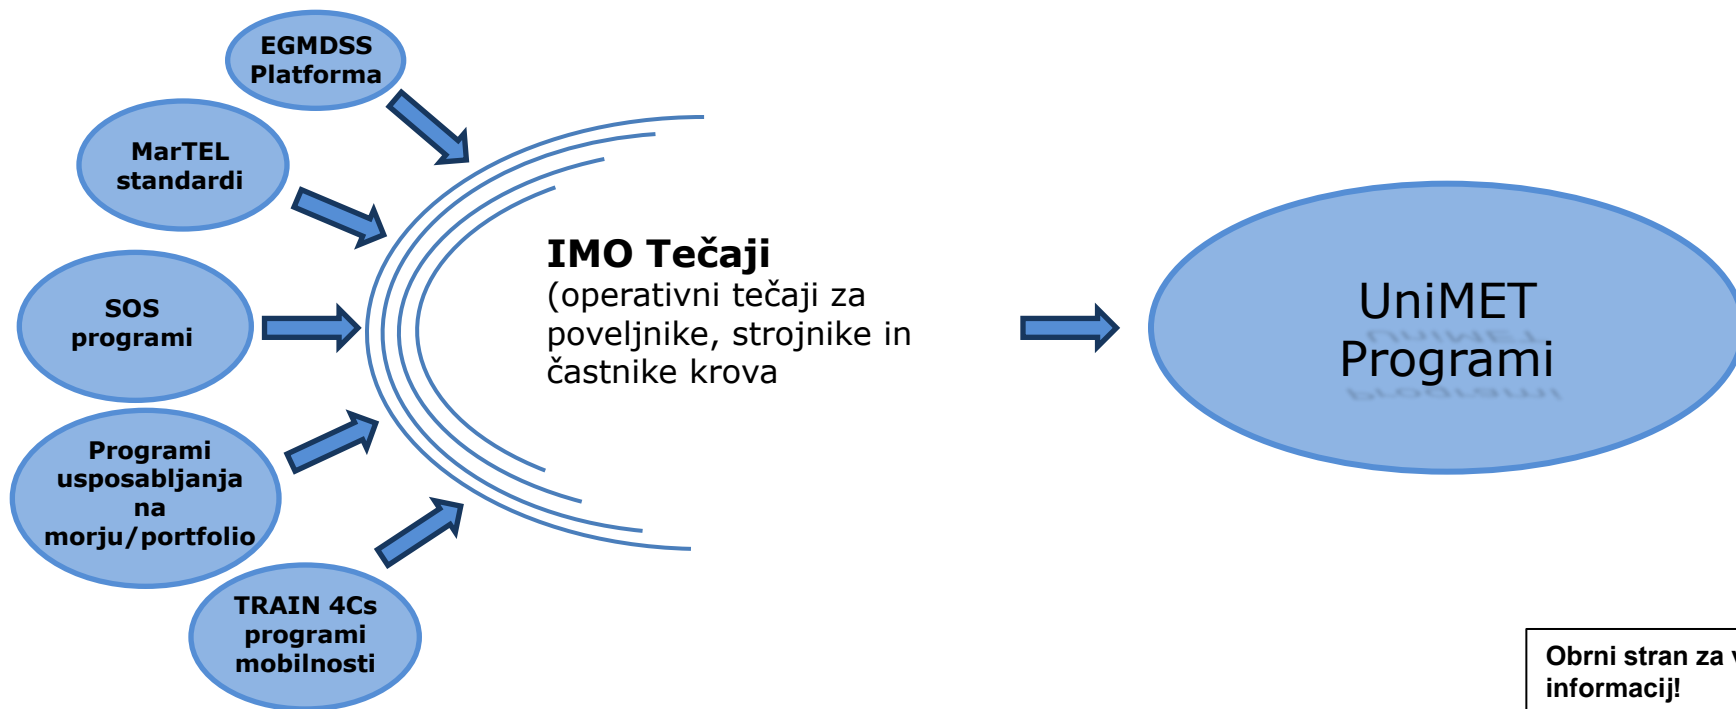 EGMDSS
Platforma
MarTEL
standardi
SOS
programi
Programi
usposabljanja
na
morju/portfolio
TRAIN 4Cs
programi
mobilnosti
IMO Tečaji
(operativni tečaji za
poveljnike, strojnike in
častnike krova
UniMET
Programi
Obrni stran za
informacij!